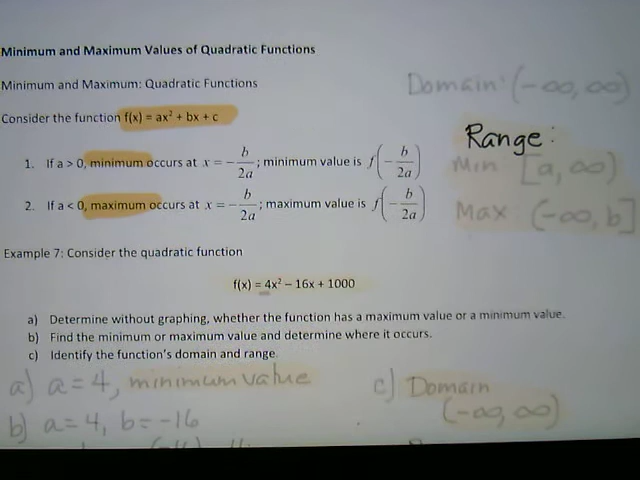 Minimum and Maximum Values of Quadratic Functions
Minimum and Maximum: Quadratic Functions
Domain: (-∞, ∞)
Consider the function f(x) = ax² + bx + c
Range:
1. If a > 0, minimum occurs at x = -b/2a; minimum value is f(-b/2a)
Min [a, ∞)
2. If a < 0, maximum occurs at x = -b/2a; maximum value is f(-b/2a)
Max (-∞, b]
Example 7: Consider the quadratic function
f(x) = 4x² – 16x + 1000
a) Determine without graphing, whether the function has a maximum value or a minimum value.
b) Find the minimum or maximum value and determine where it occurs.
c) Identify the function's domain and range.
a) a = 4, minimum value
b) a = 4, b = -16
c) Domain
(-∞, ∞)